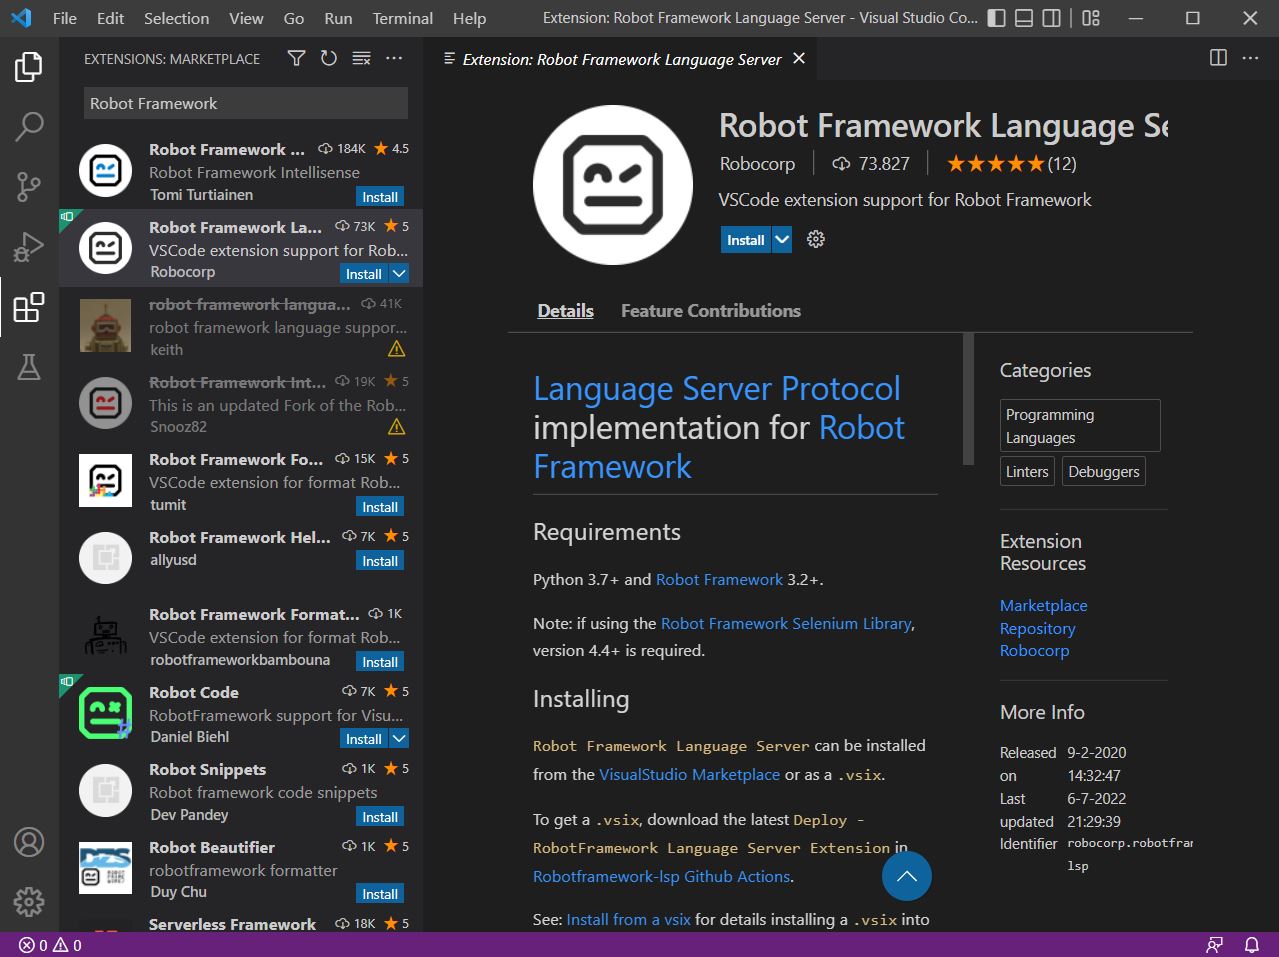 File Edit Selection View Go Run Terminal Help Extension: Robot Framework Language Server - Visual Studio Co...
EXTENSIONS: MARKETPLACE
Robot Framework
Robot Framework ... 184K 4.5
Robot Framework Intellisense
Tomi Turtiainen
Install
Robot Framework La... 73K 5
VSCode extension support for Rob...
Robocorp
Install
robot framework langua... 41K
robot framework language suppor...
keith
Robot Framework Int... 19K 5
This is an updated Fork of the Rob...
Snooz82
Robot Framework Fo... 15K 5
VSCode extension for format Rob...
tumit
Install
Robot Framework Hel... 7K 5
allyusd
Install
Robot Framework Format... 1K
VSCode extension for format Rob...
robotframeworkbambouna
Install
Robot Code 7K 5
RobotFramework support for Visu...
Daniel Biehl
Install
Robot Snippets 1K 5
Robot framework code snippets
Dev Pandey
Install
Robot Beautifier 1K 5
robotframework formatter
Duy Chu
Install
Serverless Framework 18K 5
Extension: Robot Framework Language Server
Robot Framework Language Se
Robocorp 73.827 (12)
VSCode extension support for Robot Framework
Install
Details Feature Contributions
Language Server Protocol
implementation for Robot
Framework
Requirements
Python 3.7+ and Robot Framework 3.2+.
Note: if using the Robot Framework Selenium Library,
version 4.4+ is required.
Installing
Robot Framework Language Server can be installed
from the VisualStudio Marketplace or as a .vsix.
To get a .vsix, download the latest Deploy -
RobotFramework Language Server Extension in
Robotframework-lsp Github Actions.
See: Install from a vsix for details installing a .vsix into
Categories
Programming
Languages
Linters Debuggers
Extension
Resources
Marketplace
Repository
Robocorp
More Info
Released 9-2-2020
on 14:32:47
Last 6-7-2022
updated 21:29:39
Identifier robocorp.robotfra
lsp
0 0